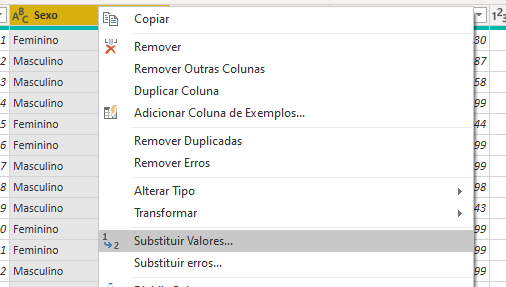 ABC Sexo 123
Copiar
1 Feminino 30
Remover
2 Masculino 87
Remover Outras Colunas
3 Masculino 58
Duplicar Coluna
4 Masculino 99
Adicionar Coluna de Exemplos...
5 Feminino 44
6 Feminino 99
Remover Duplicadas
7 Masculino 99
Remover Erros
8 Masculino 98
Alterar Tipo
9 Masculino 43
Transformar
0 Feminino 99
Substituir Valores...
1 Feminino 99
Substituir erros...
2 Masculino 99